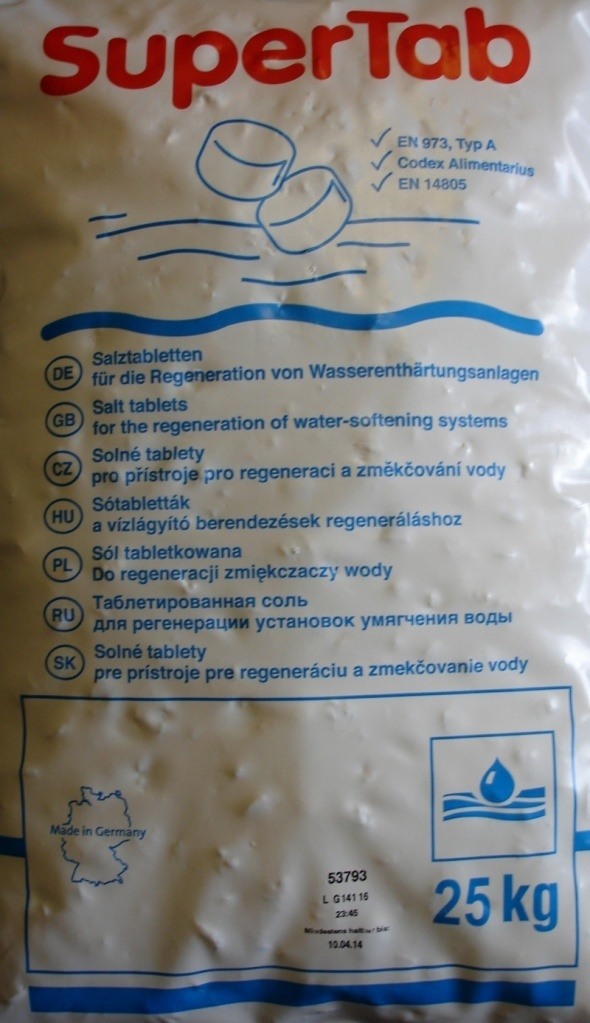 SuperTab
EN 973, Typ A
Codex Alimentarius
EN 14805
DE
Salztabletten
für die Regeneration von Wasserenthärtungsanlagen
GB
Salt tablets
for the regeneration of water-softening systems
CZ
Solné tablety
pro přístroje pro regeneraci a změkčování vody
HU
Sótabletták
a vízlágyító berendezések regeneráláshoz
PL
Sól tabletkowana
Do regeneracji zmiękczaczy wody
RU
Таблетированная соль
для регенерации установок умягчения воды
SK
Solné tablety
pre prístroje pre regeneráciu a zmekčovanie vody
Made in Germany
53793
L G141 16
23:45
Mindestens haltbar bis:
10.04.14
25 kg